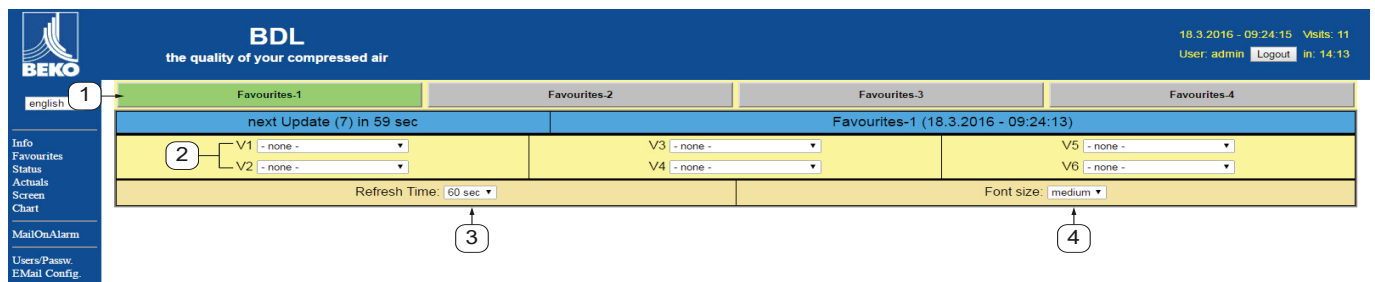 BDL
the quality of your compressed air
18.3.2016 - 09:24:15 Visits: 11
User: admin Logout in: 14:13
BEKO
english
1
Favourites-1 Favourites-2 Favourites-3 Favourites-4
next Update (7) in 59 sec Favourites-1 (18.3.2016 - 09:24:13)
2
V1 - none - V3 - none - V5 - none -
V2 - none - V4 - none - V6 - none -
Refresh Time: 60 sec Font size: medium
3 4
Info
Favourites
Status
Actuals
Screen
Chart
MailOnAlarm
Users/Passw.
EMail Config.